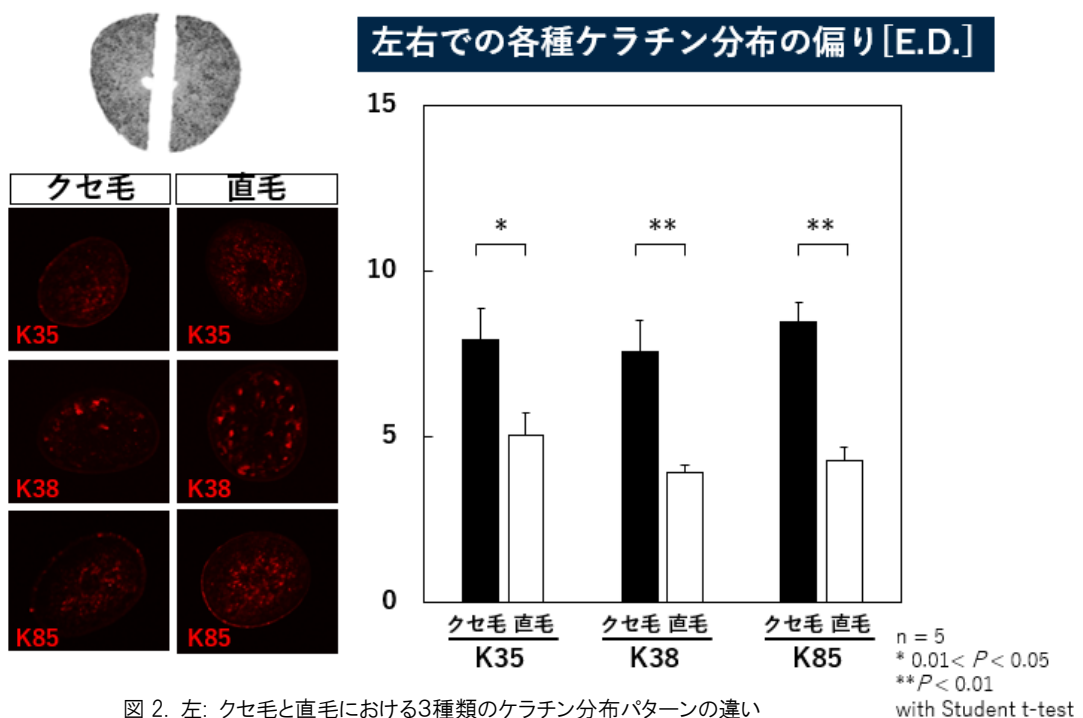 左右での各種ケラチン分布の偏り[E.D.]
クセ毛 直毛
K35 K35
K38 K38
K85 K85
15
10
5
0
* ** **
クセ毛 直毛 クセ毛 直毛 クセ毛 直毛
K35 K38 K85
n = 5
* 0.01< P < 0.05
**P < 0.01
with Student t-test
図 2. 左: クセ毛と直毛における3種類のケラチン分布パターンの違い